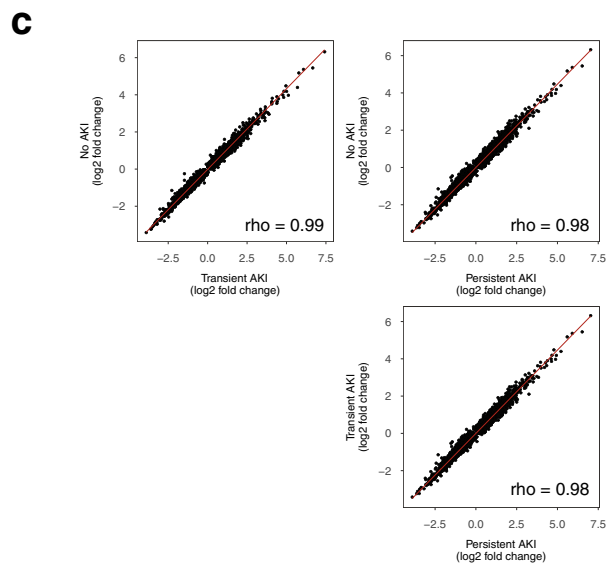 C
No AKI
(log2 fold change)
6
4
2
0
−2
rho = 0.99
−2.5 0.0 2.5 5.0 7.5
Transient AKI
(log2 fold change)
No AKI
(log2 fold change)
6
4
2
0
−2
rho = 0.98
−2.5 0.0 2.5 5.0 7.5
Persistent AKI
(log2 fold change)
Transient AKI
(log2 fold change)
6
4
2
0
−2
rho = 0.98
−2.5 0.0 2.5 5.0 7.5
Persistent AKI
(log2 fold change)